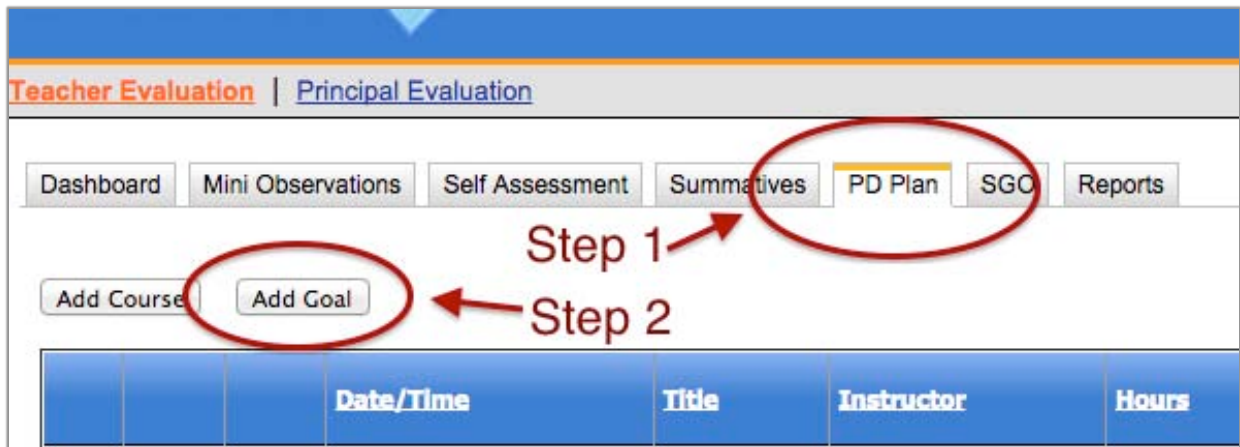 Teacher Evaluation | Principal Evaluation
Dashboard Mini Observations Self Assessment Summatives PD Plan SGO Reports
Step 1
Add Course Add Goal
Step 2
Date/Time Title Instructor Hours